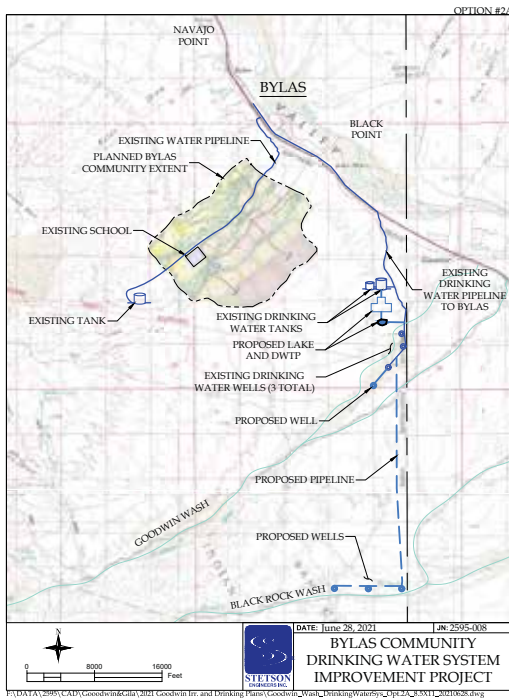 OPTION #2A
NAVAJO
POINT
BYLAS
BLACK
POINT
EXISTING WATER PIPELINE
PLANNED BYLAS
COMMUNITY EXTENT
EXISTING SCHOOL
EXISTING TANK
EXISTING
DRINKING
WATER PIPELINE
TO BYLAS
EXISTING DRINKING
WATER TANKS
PROPOSED LAKE
AND DWTP
EXISTING DRINKING
WATER WELLS (3 TOTAL)
PROPOSED WELL
PROPOSED PIPELINE
GOODWIN WASH
PROPOSED WELLS
BLACK ROCK WASH
N
0 8000 16000
Feet
STETSON
ENGINEERS INC.
DATE: June 28, 2021 JN: 2595-008
BYLAS COMMUNITY
DRINKING WATER SYSTEM
IMPROVEMENT PROJECT
F:\DATA\2595\CAD\Goodwin&Gila\2021 Goodwin Irr. and Drinking Plans\Goodwin_Wash_DrinkingWaterSys_Opt2A_8.5X11_20210628.dwg